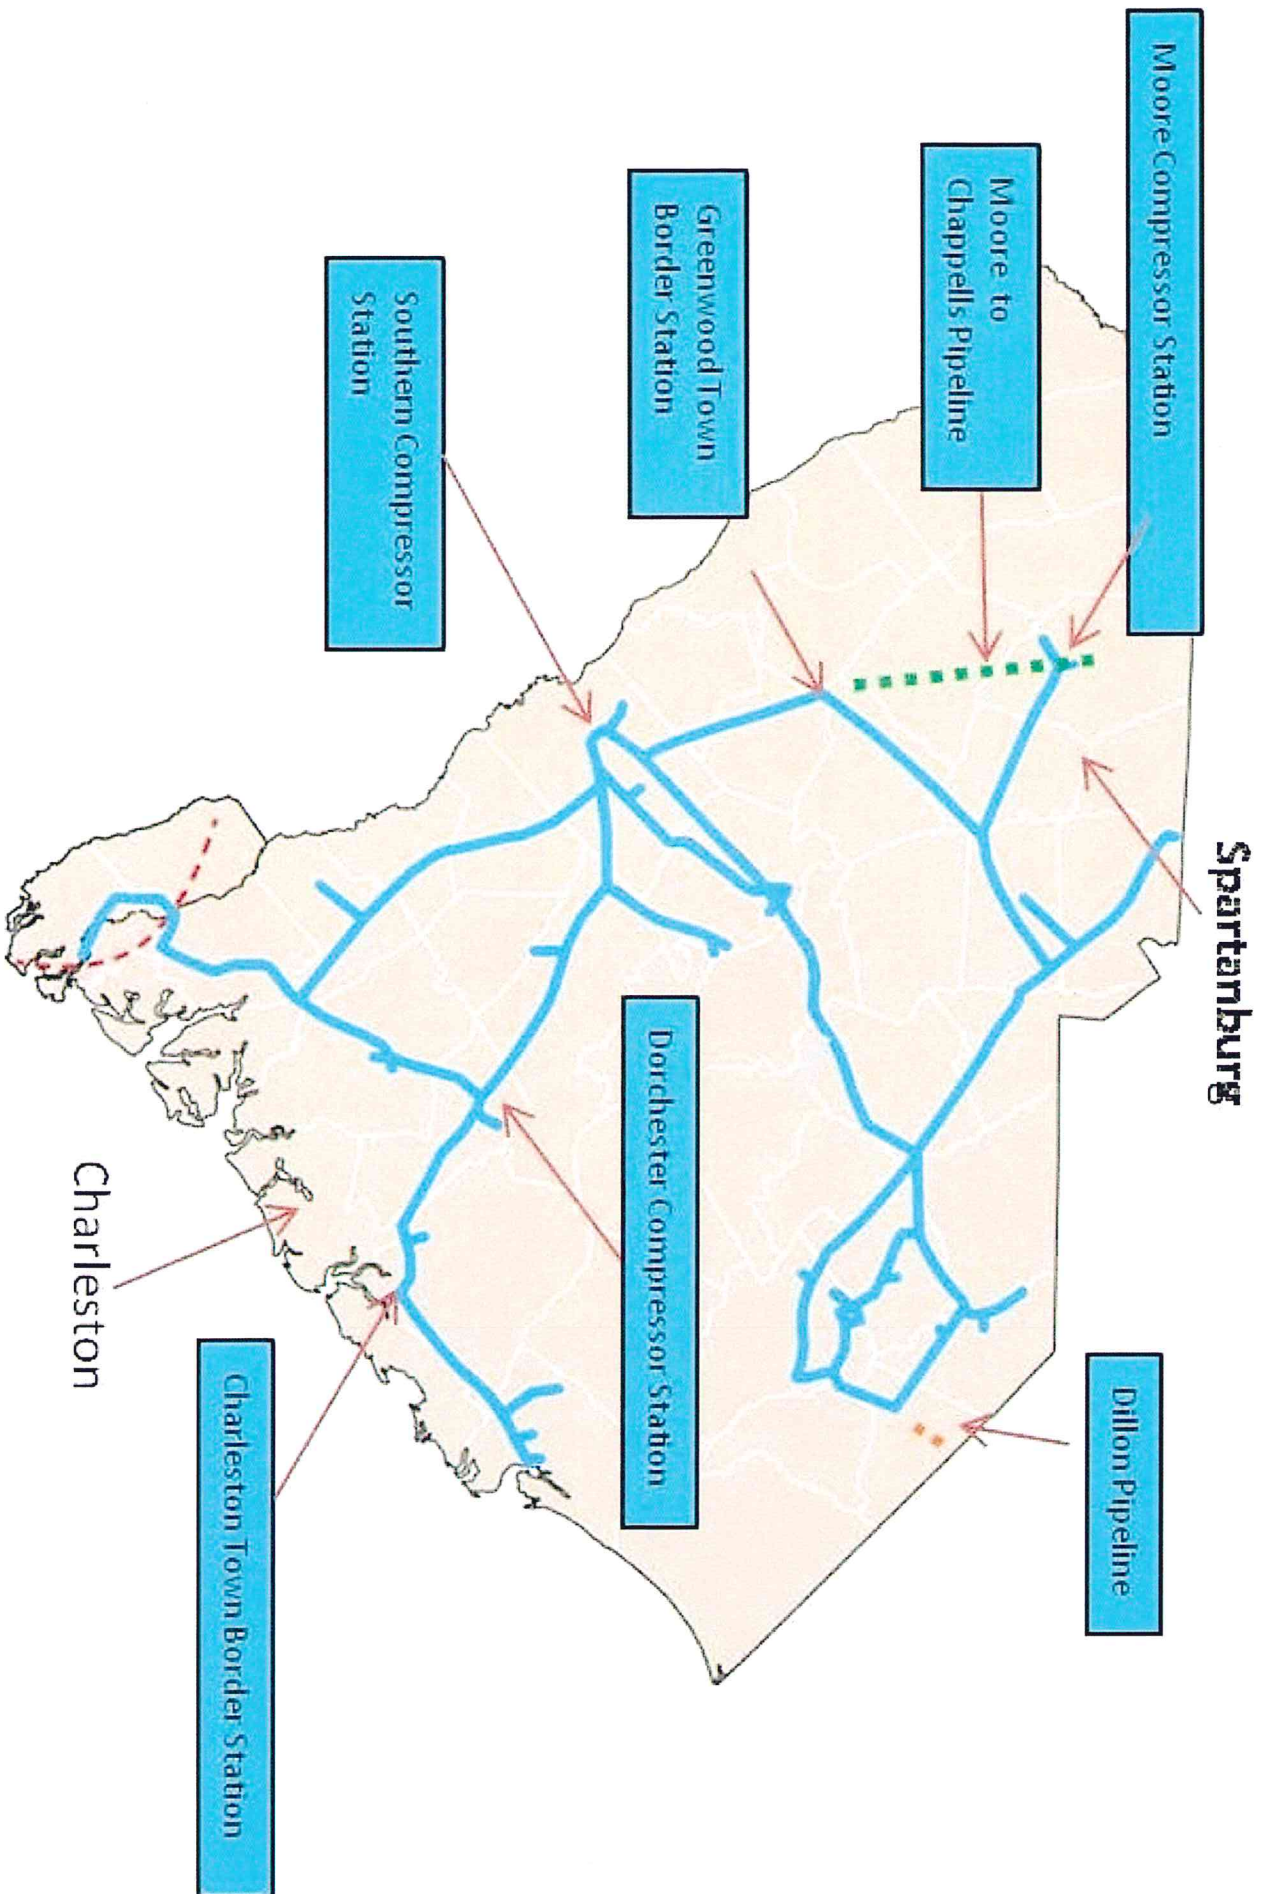 Spartanburg
Moore Compressor Station
Dillon Pipeline
Moore to
Chappells Pipeline
Greenwood Town
Border Station
Dorchester Compressor Station
Southern Compressor
Station
Charleston Town Border Station
Charleston